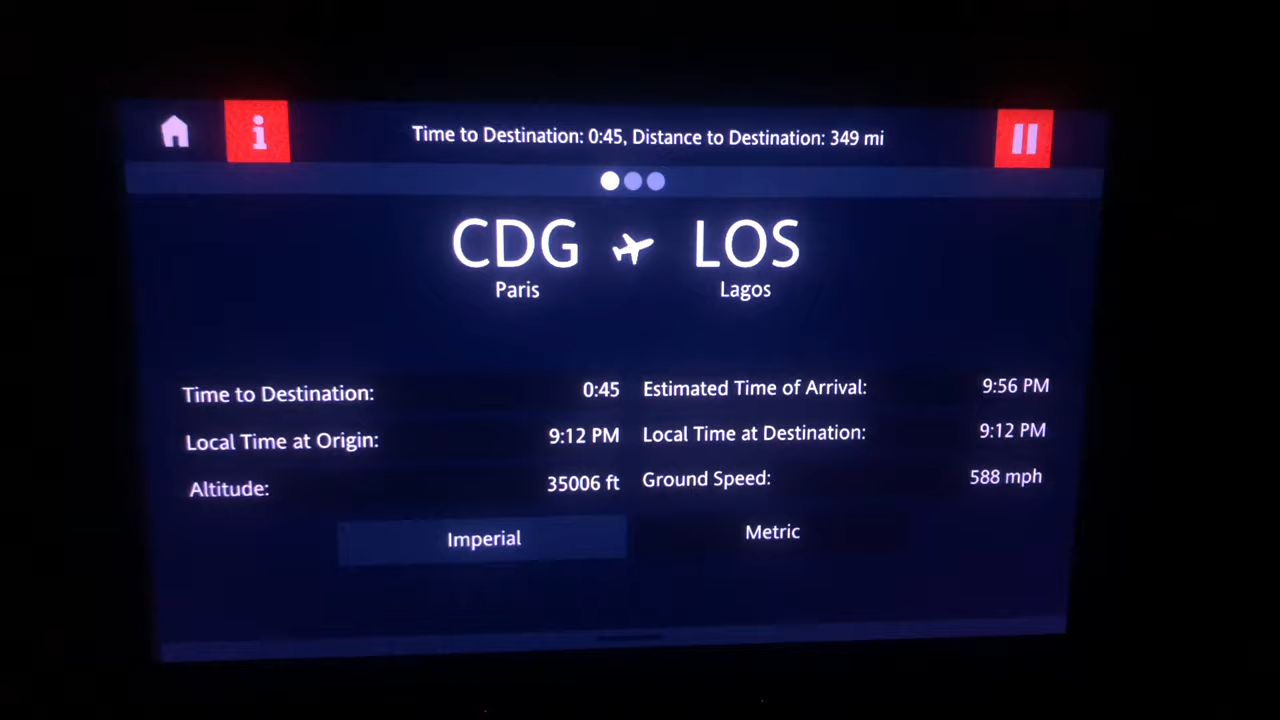 i Time to Destination: 0:45, Distance to Destination: 349 mi
CDG LOS
Paris Lagos
Time to Destination: 0:45 Estimated Time of Arrival: 9:56 PM
Local Time at Origin: 9:12 PM Local Time at Destination: 9:12 PM
Altitude: 35006 ft Ground Speed: 588 mph
Imperial Metric